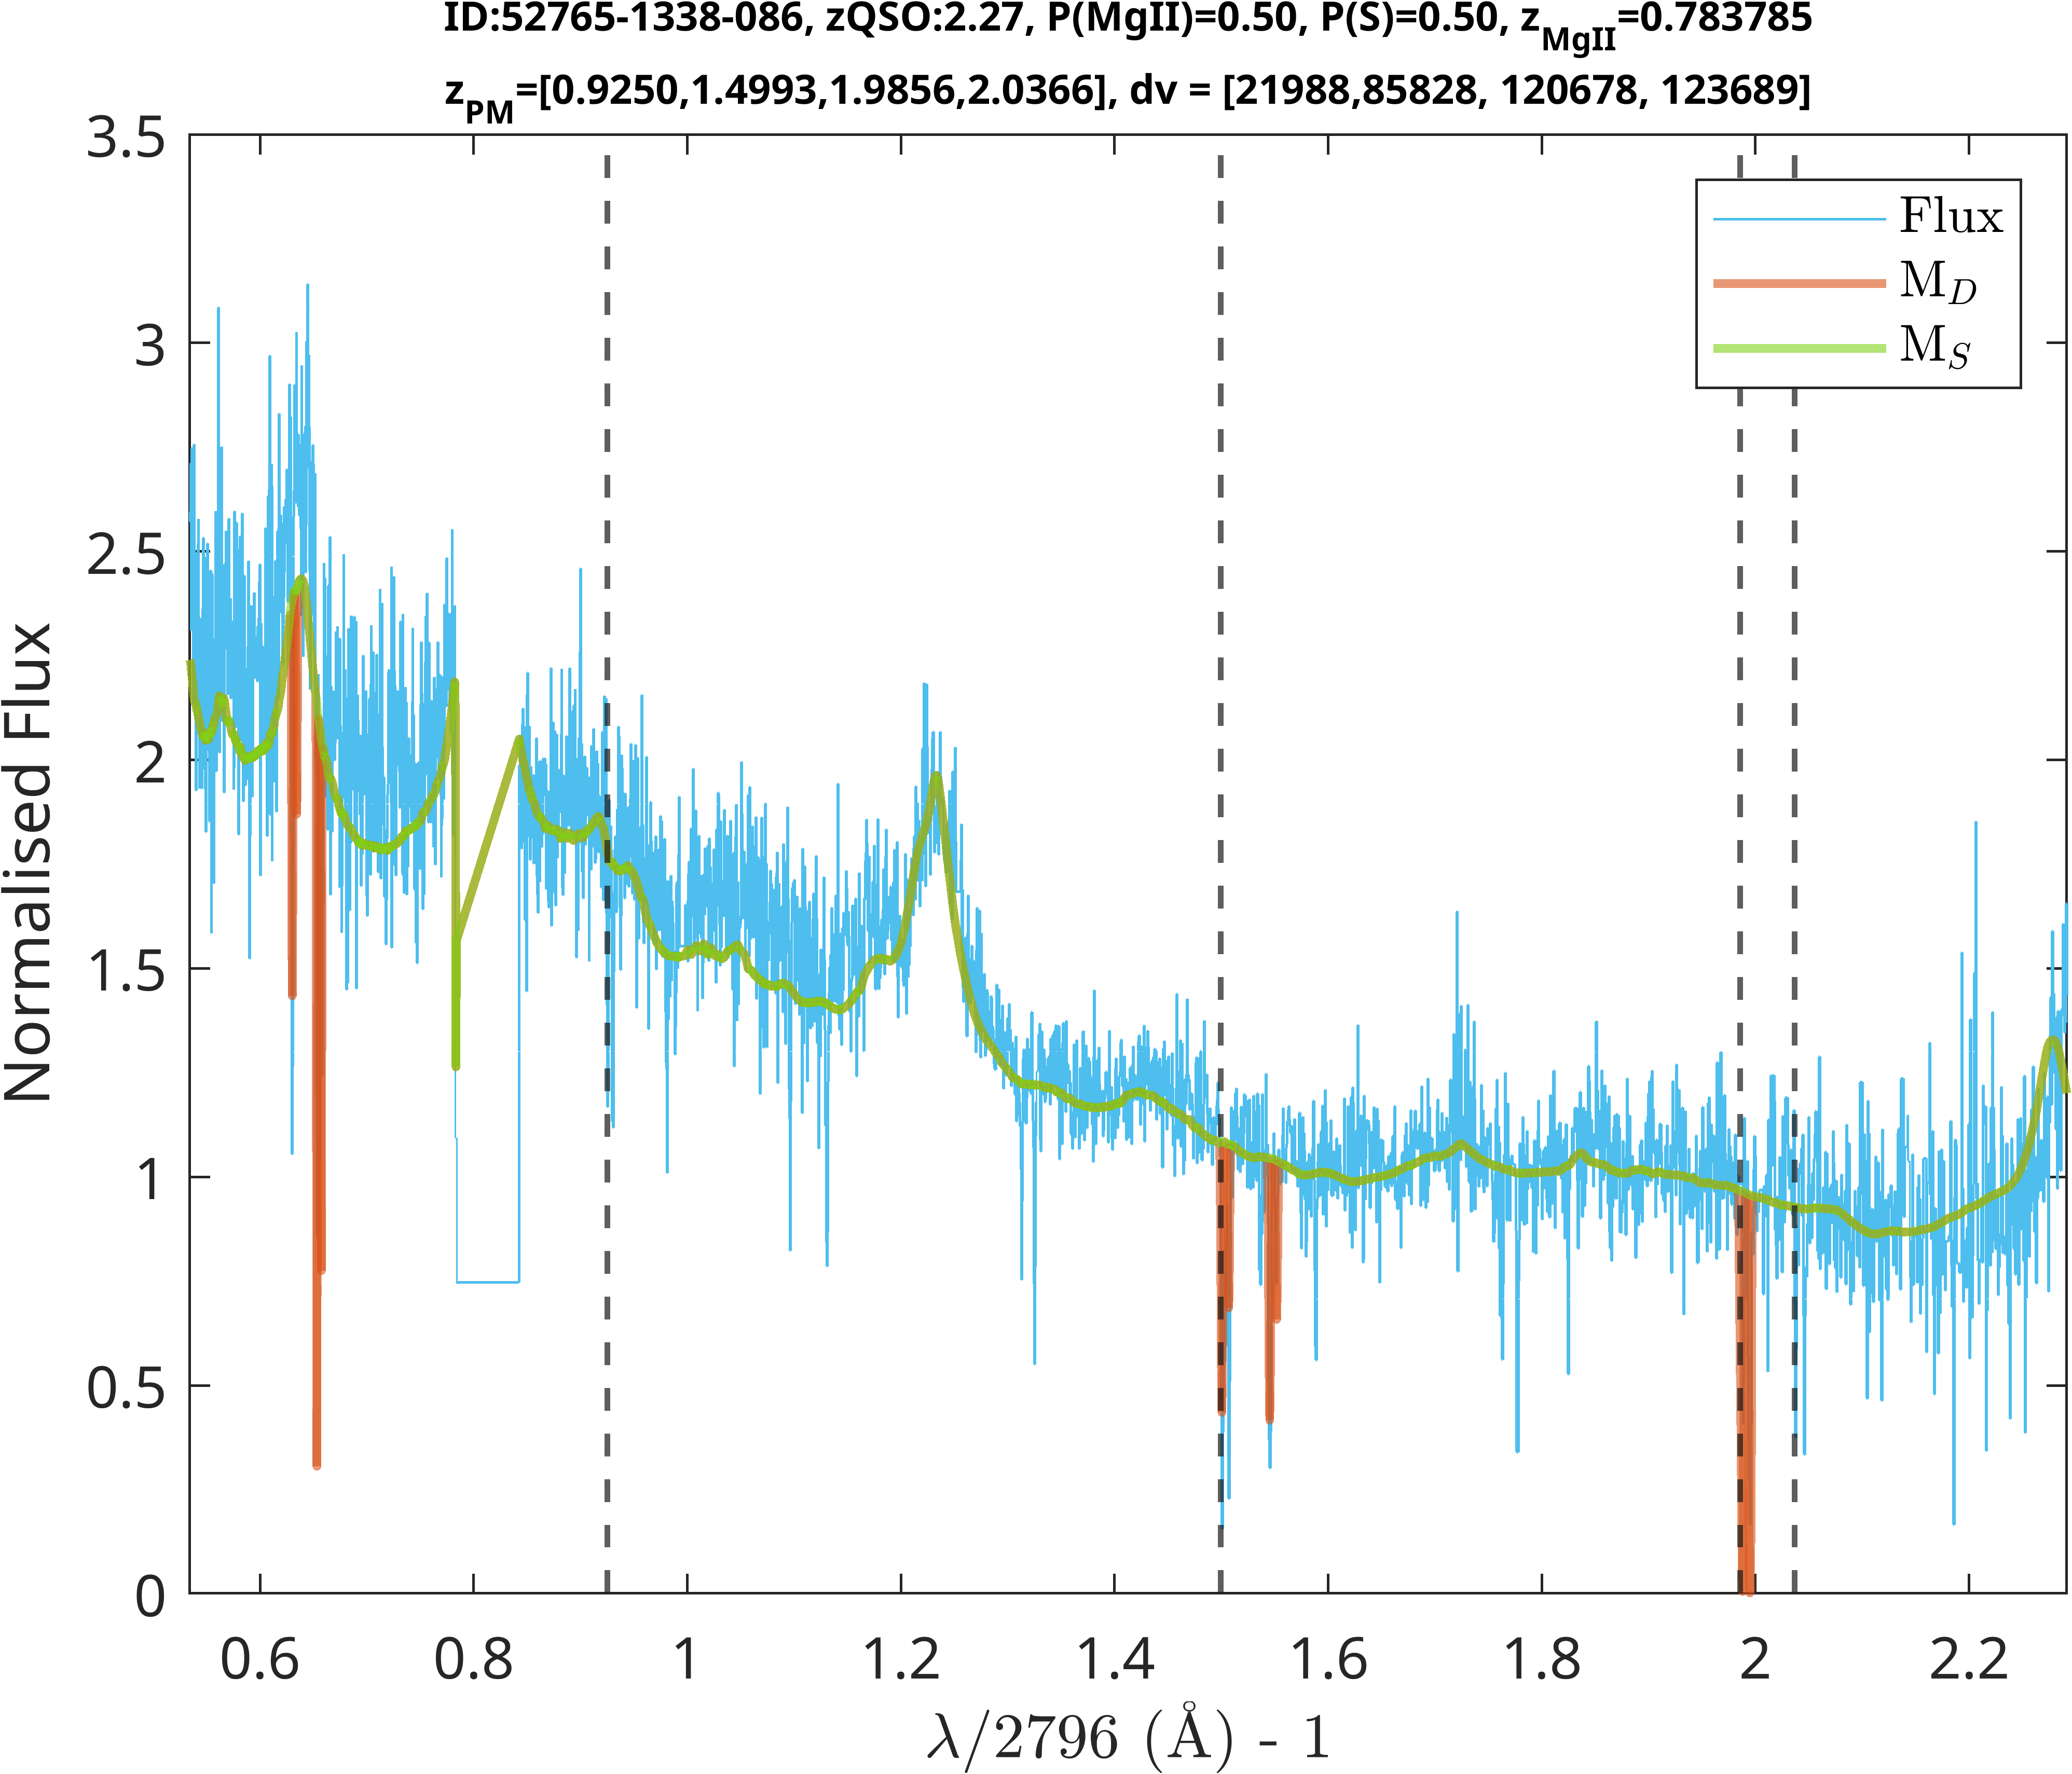 ID:52765-1338-086, zQSO:2.27, P(MgII)=0.50, P(S)=0.50, zMgII=0.783785
zPM=[0.9250,1.4993,1.9856,2.0366], dv = [21988,85828, 120678, 123689]
3.5
3
2.5
2
1.5
1
0.5
0
Normalised Flux
Flux
MD
MS
0.6 0.8 1 1.2 1.4 1.6 1.8 2 2.2
λ/2796 (Å) - 1